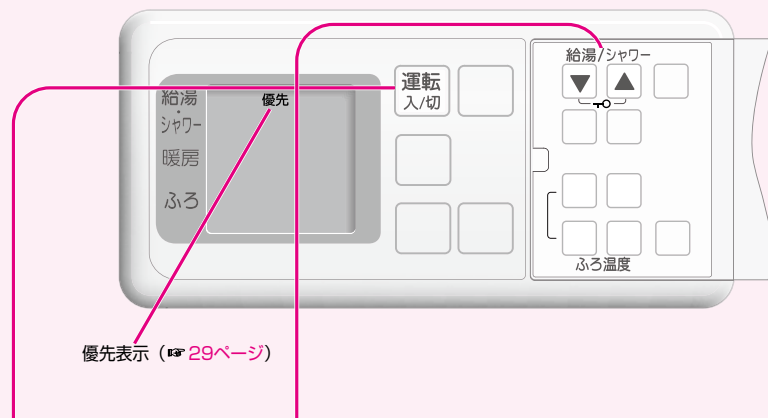 給湯/シャワー
運転
入/切
▼ ▲
給湯
・
シャワー
優先
暖房
ふろ
ふろ温度
優先表示（☞ 29ページ）